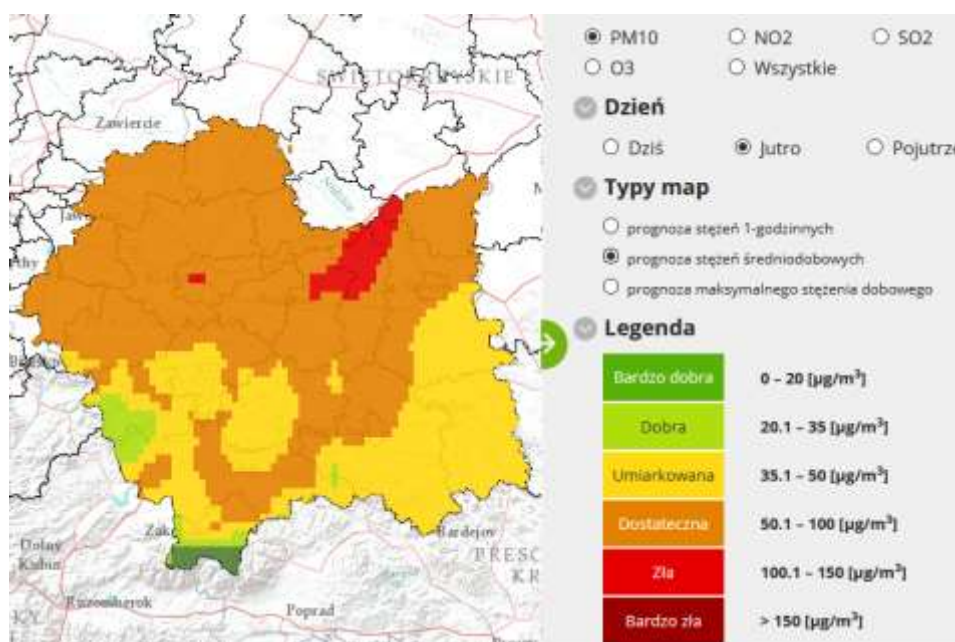 PM10 NO2 SO2
O3 Wszystkie
Dzień
Dziś Jutro Pojutrze
Typy map
prognoza stężeń 1-godzinnych
prognoza stężeń średniodobowych
prognoza maksymalnego stężenia dobowego
Legenda
Bardzo dobra 0 – 20 [µg/m³]
Dobra 20.1 – 35 [µg/m³]
Umiarkowana 35.1 – 50 [µg/m³]
Dostateczna 50.1 – 100 [µg/m³]
Zła 100.1 – 150 [µg/m³]
Bardzo zła > 150 [µg/m³]
ŚWIĘTOKRZYSKIE
Zawiercie
Zak
Bardejov
Dolný
Kubín
Ružomberok
Poprad